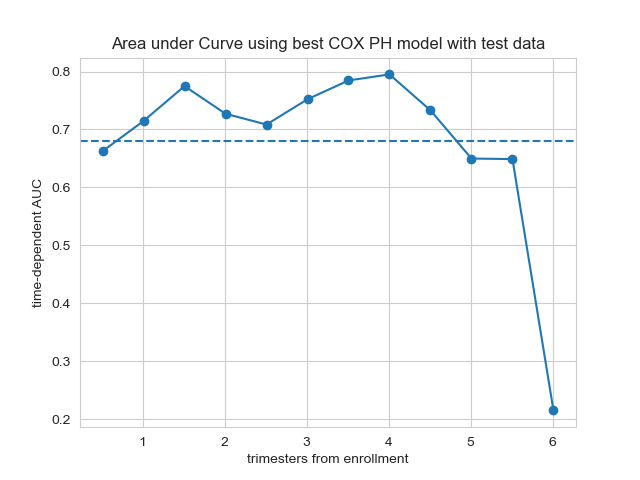 Area under Curve using best COX PH model with test data
time-dependent AUC
0.8
0.7
0.6
0.5
0.4
0.3
0.2
1 2 3 4 5 6
trimesters from enrollment